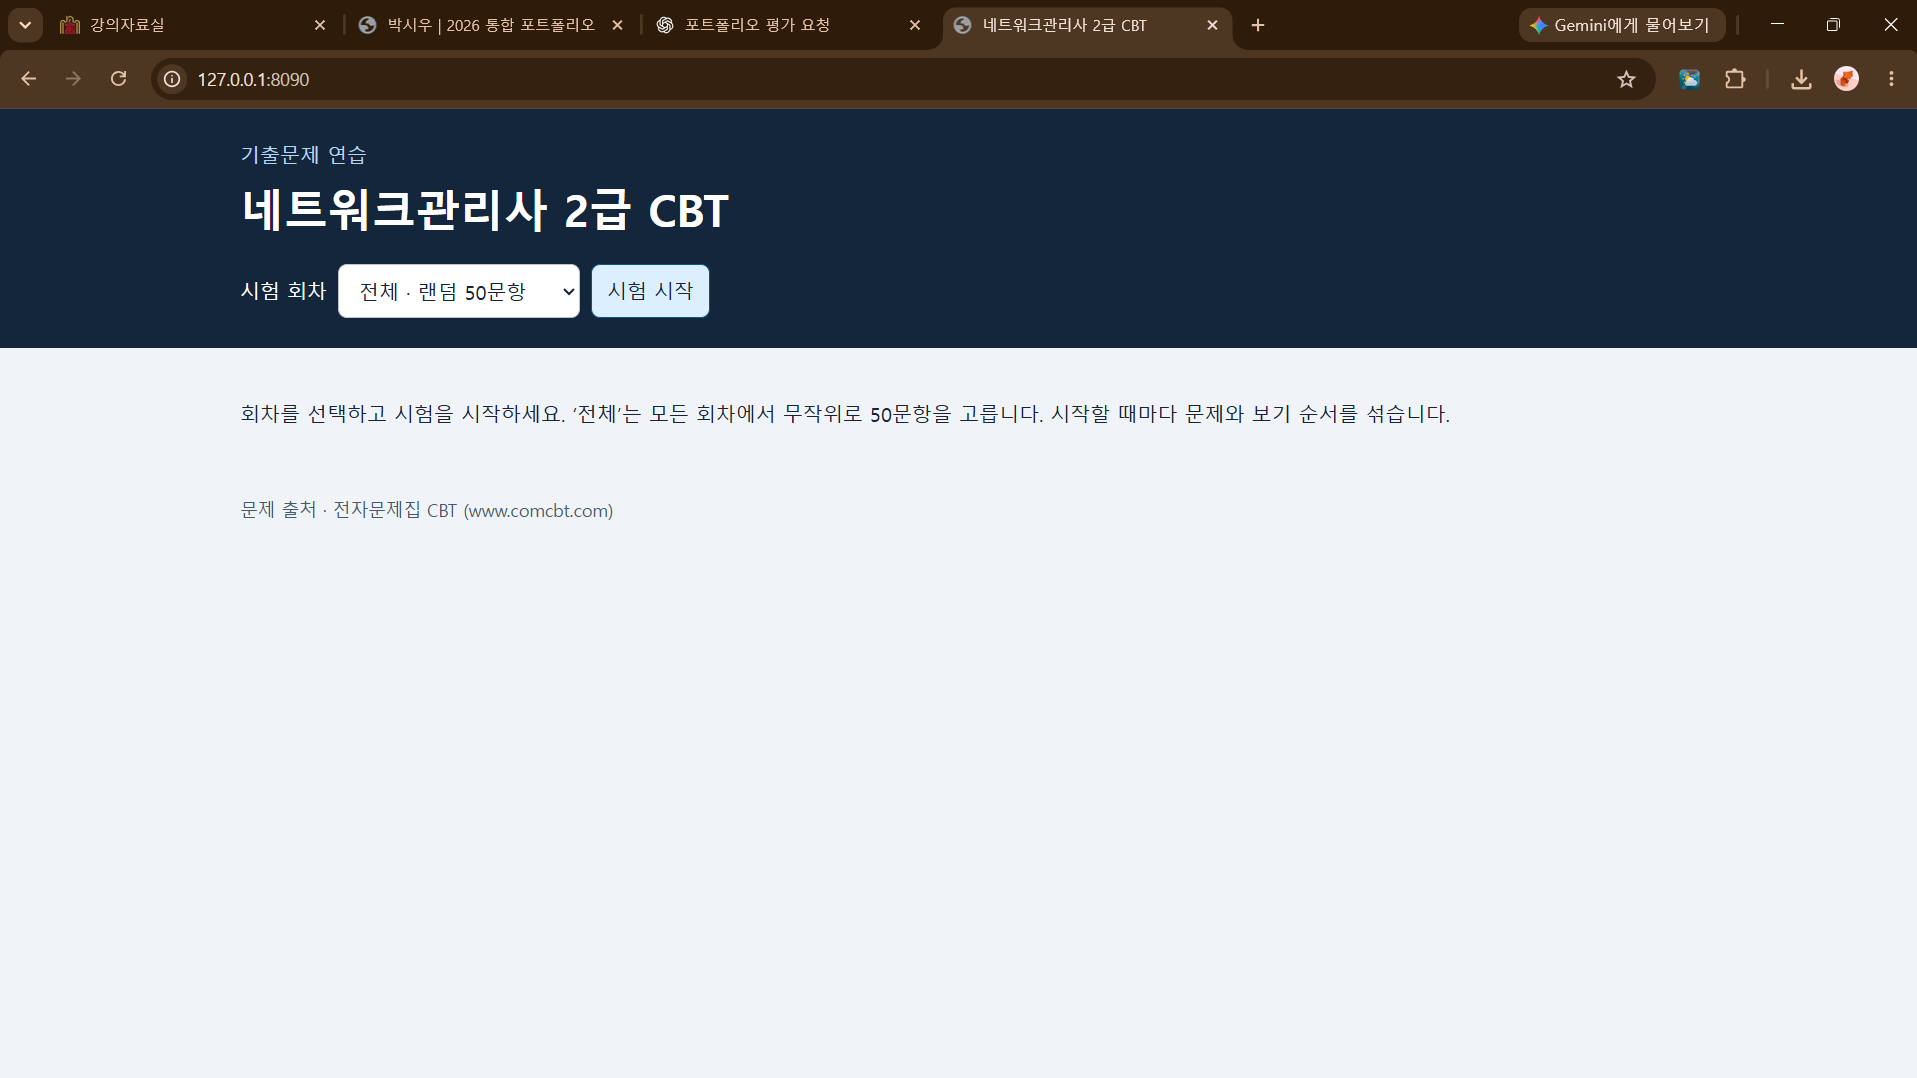 강의자료실
박시우 | 2026 통합 포트폴리오
포트폴리오 평가 요청
네트워크관리사 2급 CBT
Gemini에게 물어보기
127.0.0.1:8090
기출문제 연습
네트워크관리사 2급 CBT
시험 회차
전체 · 랜덤 50문항
시험 시작
회차를 선택하고 시험을 시작하세요. ‘전체’는 모든 회차에서 무작위로 50문항을 고릅니다. 시작할 때마다 문제와 보기 순서를 섞습니다.
문제 출처 · 전자문제집 CBT (www.comcbt.com)